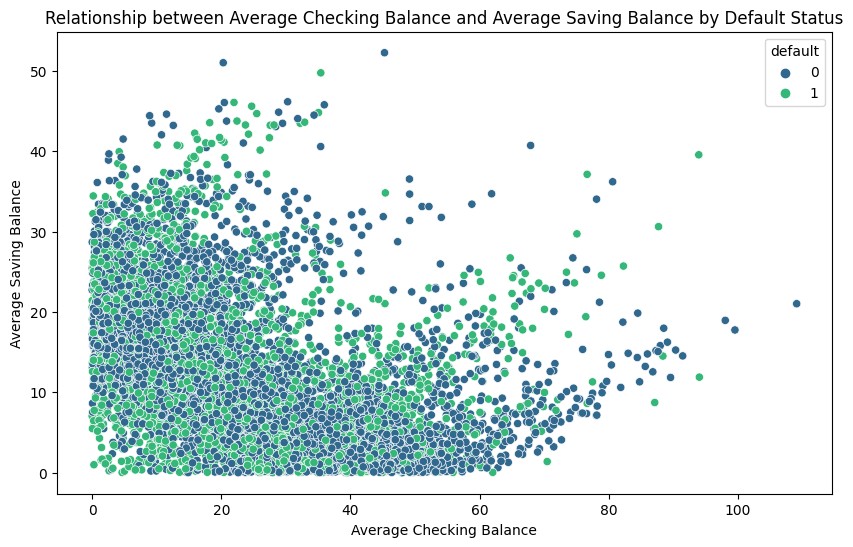 Relationship between Average Checking Balance and Average Saving Balance by Default Status
default
0
1
50
40
30
20
10
0
Average Saving Balance
0 20 40 60 80 100
Average Checking Balance